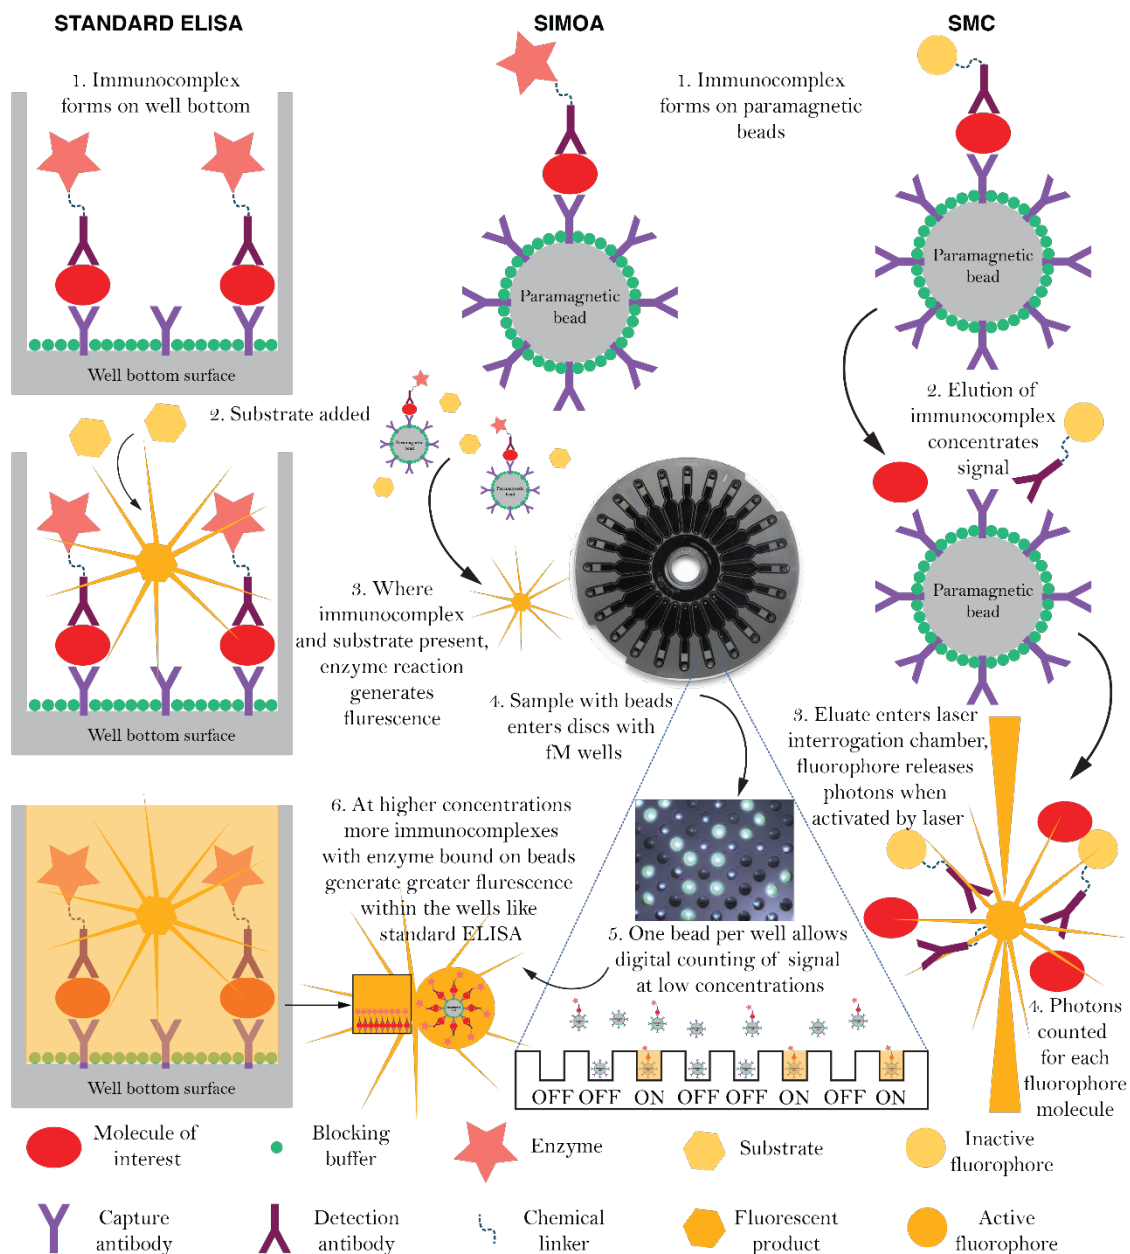 STANDARD ELISA
SIMOA
SMC
1. Immunocomplex
forms on well bottom
Well bottom surface
1. Immunocomplex
forms on paramagnetic
beads
Paramagnetic
bead
Paramagnetic
bead
2. Substrate added
Well bottom surface
Paramagnetic
bead
Paramagnetic
bead
3. Where
immunocomplex
and substrate present,
enzyme reaction
generates
flurescence
4. Sample with beads
enters discs with
fM wells
2. Elution of
immunocomplex
concentrates
signal
Paramagnetic
bead
3. Eluate enters laser
interrogation chamber,
fluorophore releases
photons when
activated by laser
4. Photons
counted
for each
fluorophore
molecule
6. At higher concentrations
more immunocomplexes
with enzyme bound on beads
generate greater flurescence
within the wells like
standard ELISA
5. One bead per well allows
digital counting of signal
at low concentrations
Well bottom surface
OFF OFF ON OFF OFF ON OFF ON
Molecule of
interest
Blocking
buffer
Enzyme
Substrate
Inactive
fluorophore
Capture
antibody
Detection
antibody
Chemical
linker
Fluorescent
product
Active
fluorophore